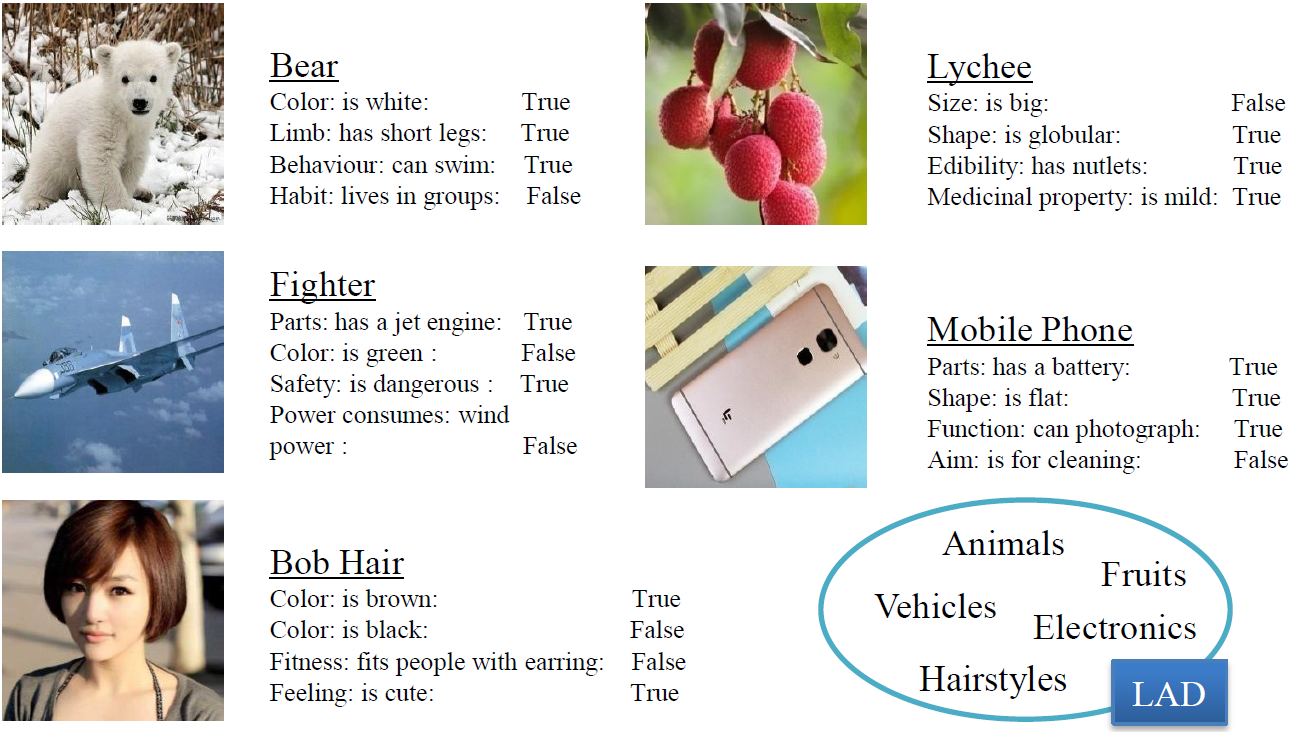 Bear
Color: is white: True
Limb: has short legs: True
Behaviour: can swim: True
Habit: lives in groups: False
Lychee
Size: is big: False
Shape: is globular: True
Edibility: has nutlets: True
Medicinal property: is mild: True
Fighter
Parts: has a jet engine: True
Color: is green : False
Safety: is dangerous : True
Power consumes: wind
power : False
Mobile Phone
Parts: has a battery: True
Shape: is flat: True
Function: can photograph: True
Aim: is for cleaning: False
Bob Hair
Color: is brown: True
Color: is black: False
Fitness: fits people with earring: False
Feeling: is cute: True
Animals
Fruits
Vehicles
Electronics
Hairstyles
LAD